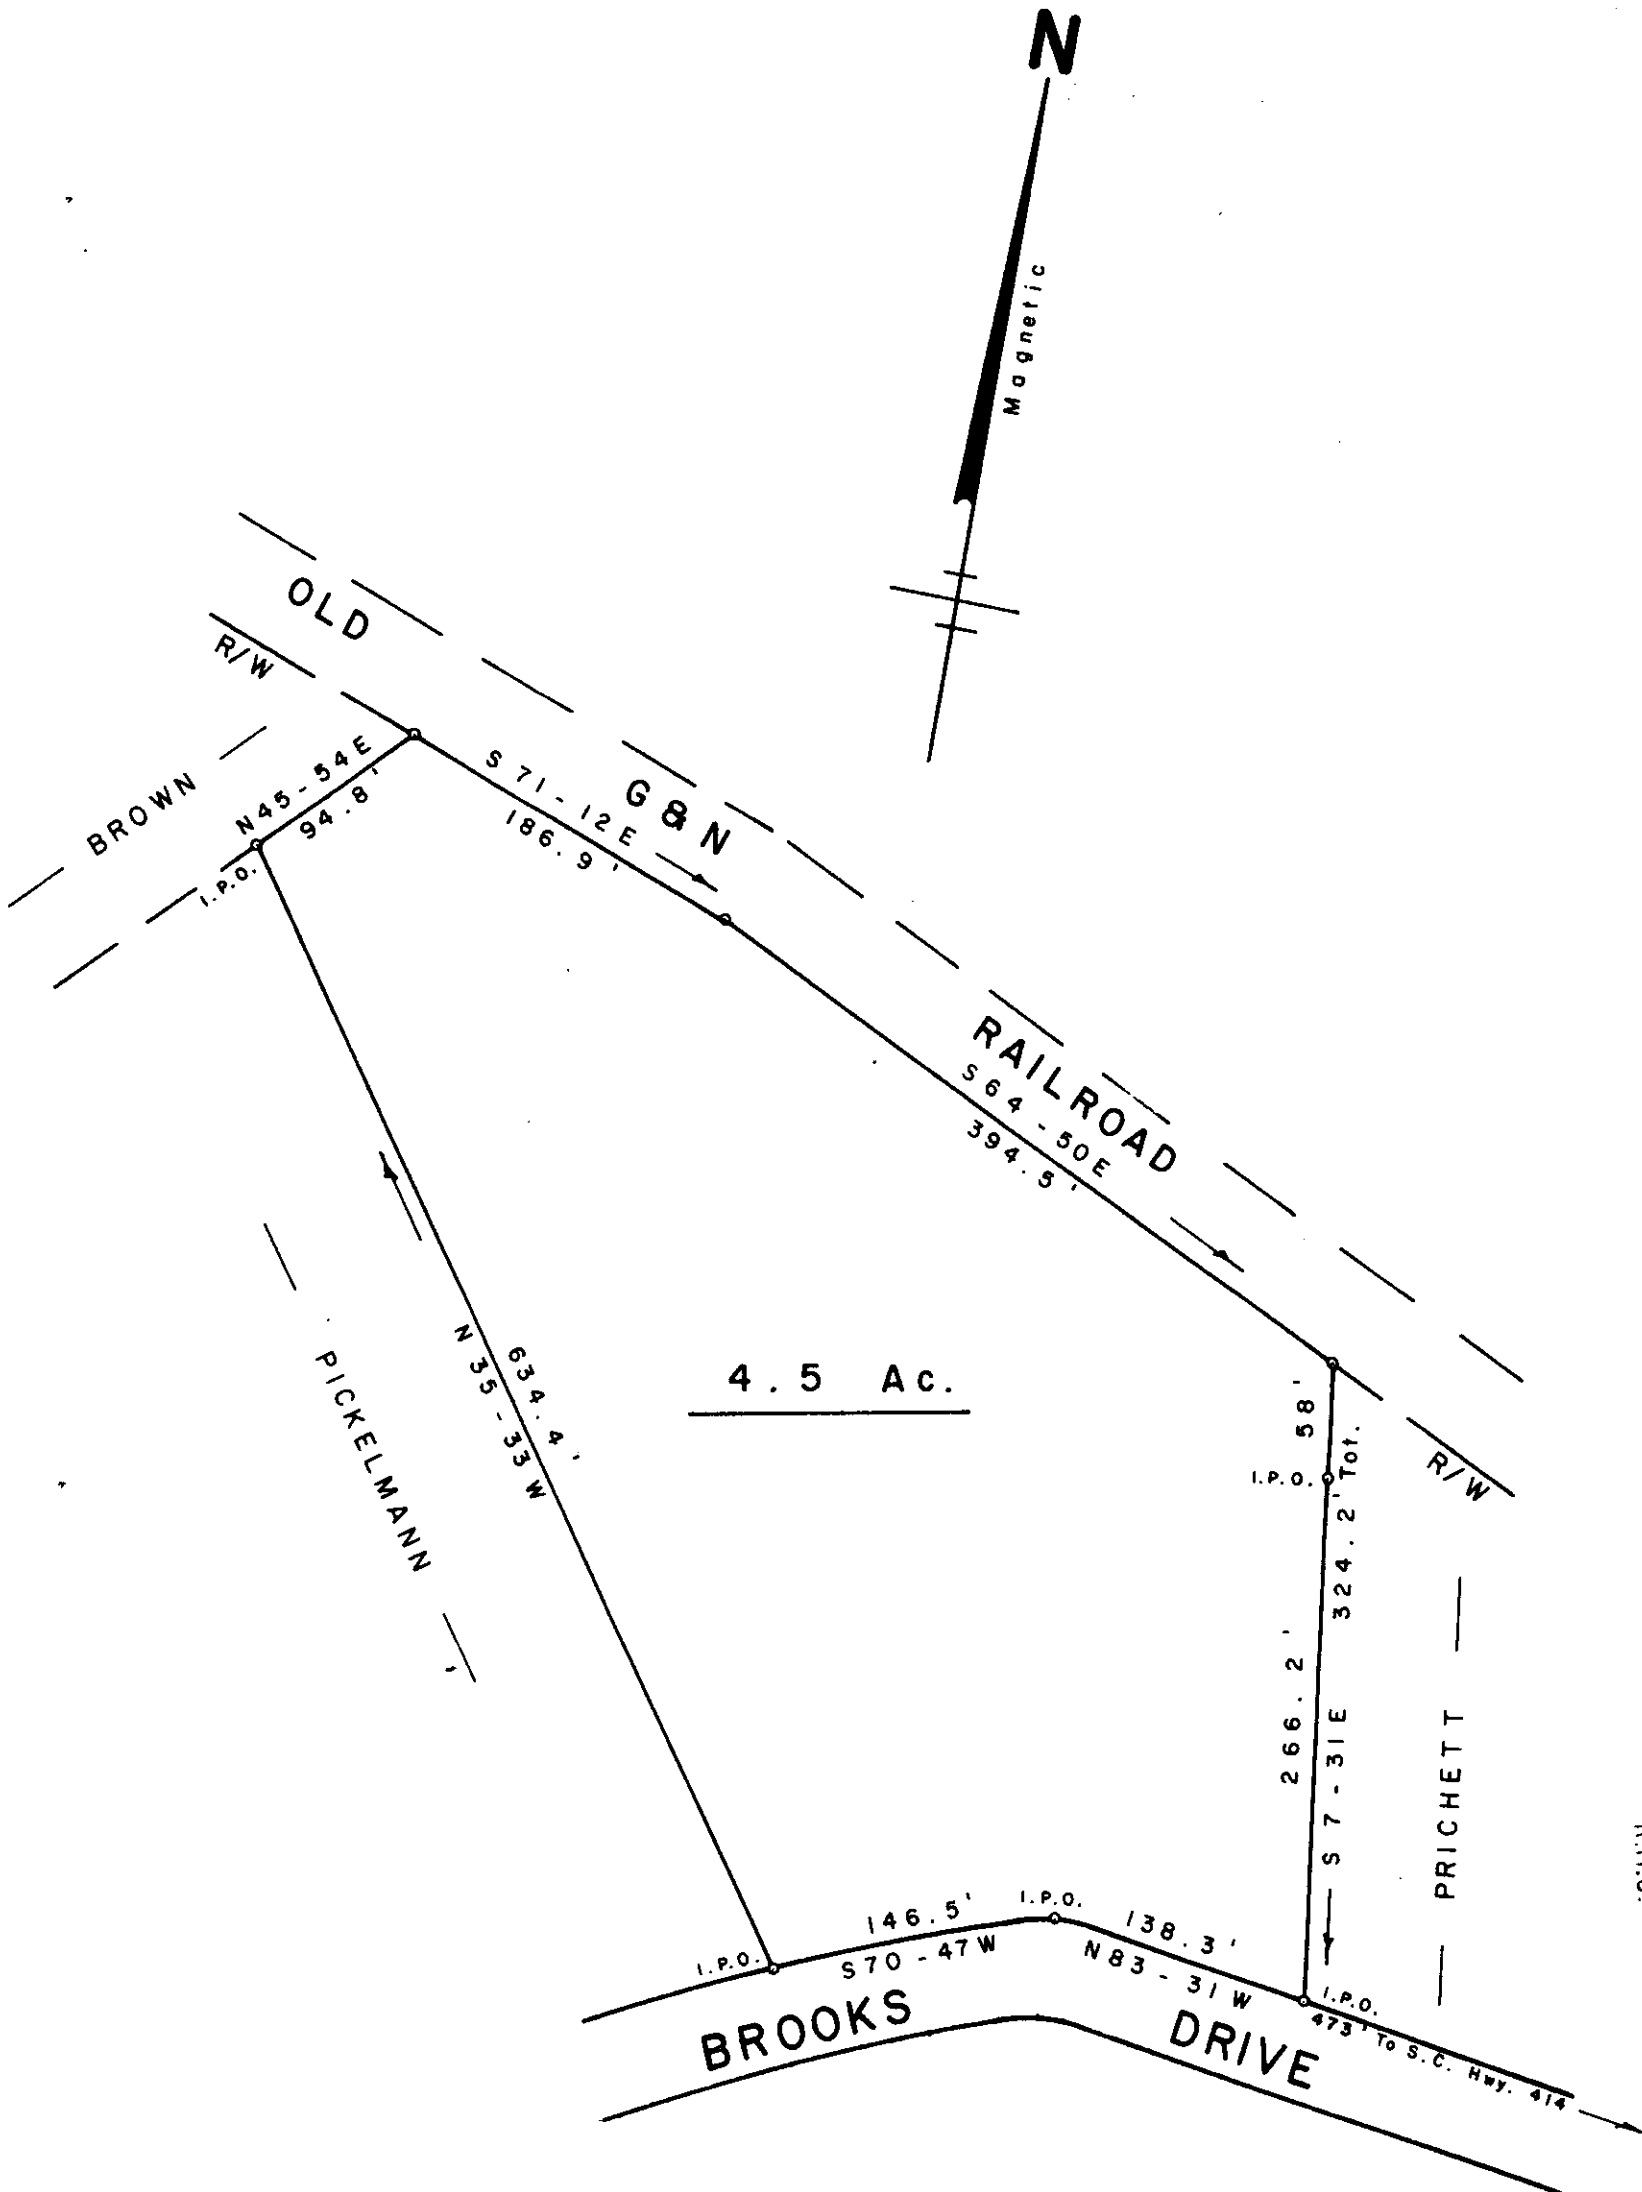 N
Magnetic
OLD
R/W
BROWN
N45-54E
94.8'
I.P.O.
S 71-12E
186.9'
G & N
RAILROAD
S64-50E
394.5'
634.4'
N 35-33W
PICKELMANN
4.5 Ac.
58'
I.P.O.
324.2' Tot.
R/W
266.2'
S 7-31E
PRICHETT
146.5'
I.P.O.
138.3'
I.P.O.
S70-47W
N83-31W
I.P.O.
473' To S.C. Hwy. 414
BROOKS DRIVE